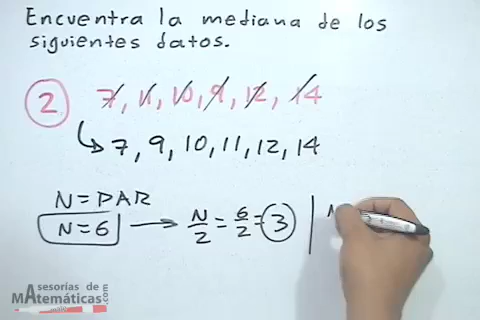 Encuentra la mediana de los
siguientes datos.
2 7, 11, 10, 9, 12, 14
7, 9, 10, 11, 12, 14
N = PAR
N = 6 → N/2 = 6/2 = 3
Asesorías de
Matemáticas.com